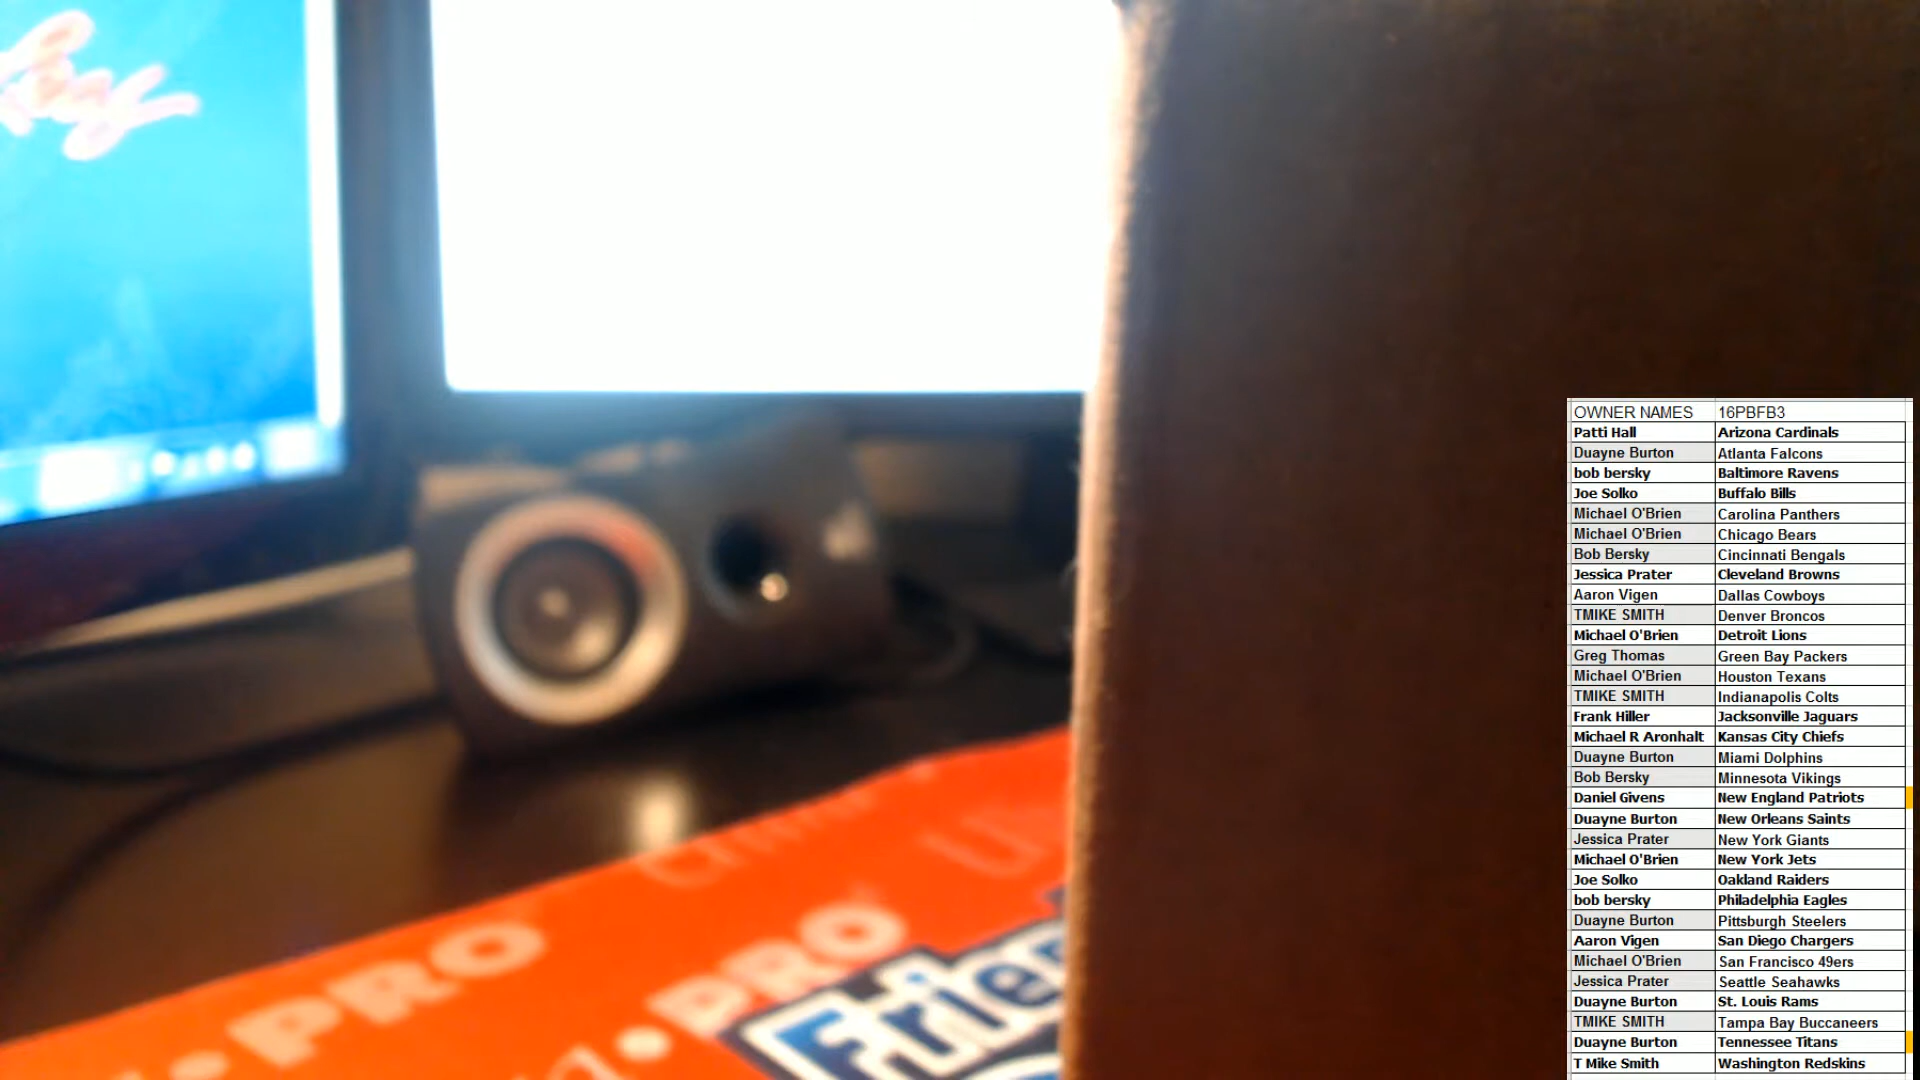 OWNER NAMES 16PBFB3
Patti Hall Arizona Cardinals
Duayne Burton Atlanta Falcons
bob bersky Baltimore Ravens
Joe Solko Buffalo Bills
Michael O'Brien Carolina Panthers
Michael O'Brien Chicago Bears
Bob Bersky Cincinnati Bengals
Jessica Prater Cleveland Browns
Aaron Vigen Dallas Cowboys
TMIKE SMITH Denver Broncos
Michael O'Brien Detroit Lions
Greg Thomas Green Bay Packers
Michael O'Brien Houston Texans
TMIKE SMITH Indianapolis Colts
Frank Hiller Jacksonville Jaguars
Michael R Aronhalt Kansas City Chiefs
Duayne Burton Miami Dolphins
Bob Bersky Minnesota Vikings
Daniel Givens New England Patriots
Duayne Burton New Orleans Saints
Jessica Prater New York Giants
Michael O'Brien New York Jets
Joe Solko Oakland Raiders
bob bersky Philadelphia Eagles
Duayne Burton Pittsburgh Steelers
Aaron Vigen San Diego Chargers
Michael O'Brien San Francisco 49ers
Jessica Prater Seattle Seahawks
Duayne Burton St. Louis Rams
TMIKE SMITH Tampa Bay Buccaneers
Duayne Burton Tennessee Titans
T Mike Smith Washington Redskins
PRO
PRO